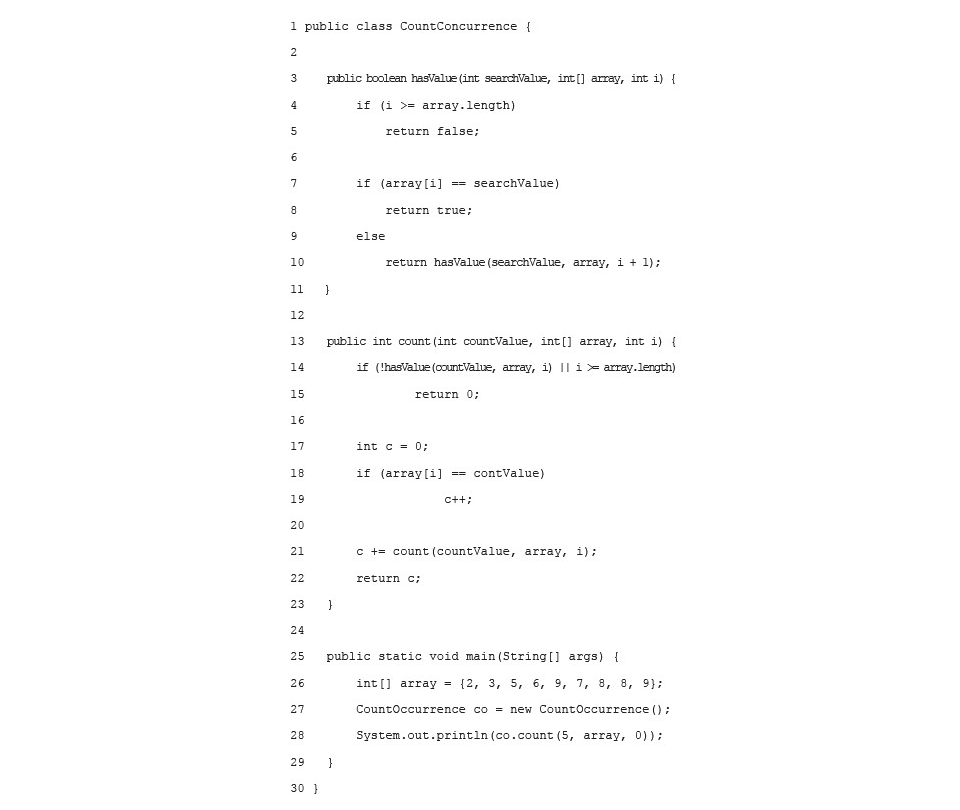 1 public class CountConcurrence {
2
3 public boolean hasValue(int searchValue, int[] array, int i) {
4 if (i >= array.length)
5 return false;
6
7 if (array[i] == searchValue)
8 return true;
9 else
10 return hasValue(searchValue, array, i + 1);
11 }
12
13 public int count(int countValue, int[] array, int i) {
14 if (!hasValue(countValue, array, i) || i >= array.length)
15 return 0;
16
17 int c = 0;
18 if (array[i] == contValue)
19 c++;
20
21 c += count(countValue, array, i);
22 return c;
23 }
24
25 public static void main(String[] args) {
26 int[] array = {2, 3, 5, 6, 9, 7, 8, 8, 9};
27 CountOccurrence co = new CountOccurrence();
28 System.out.println(co.count(5, array, 0));
29 }
30 }